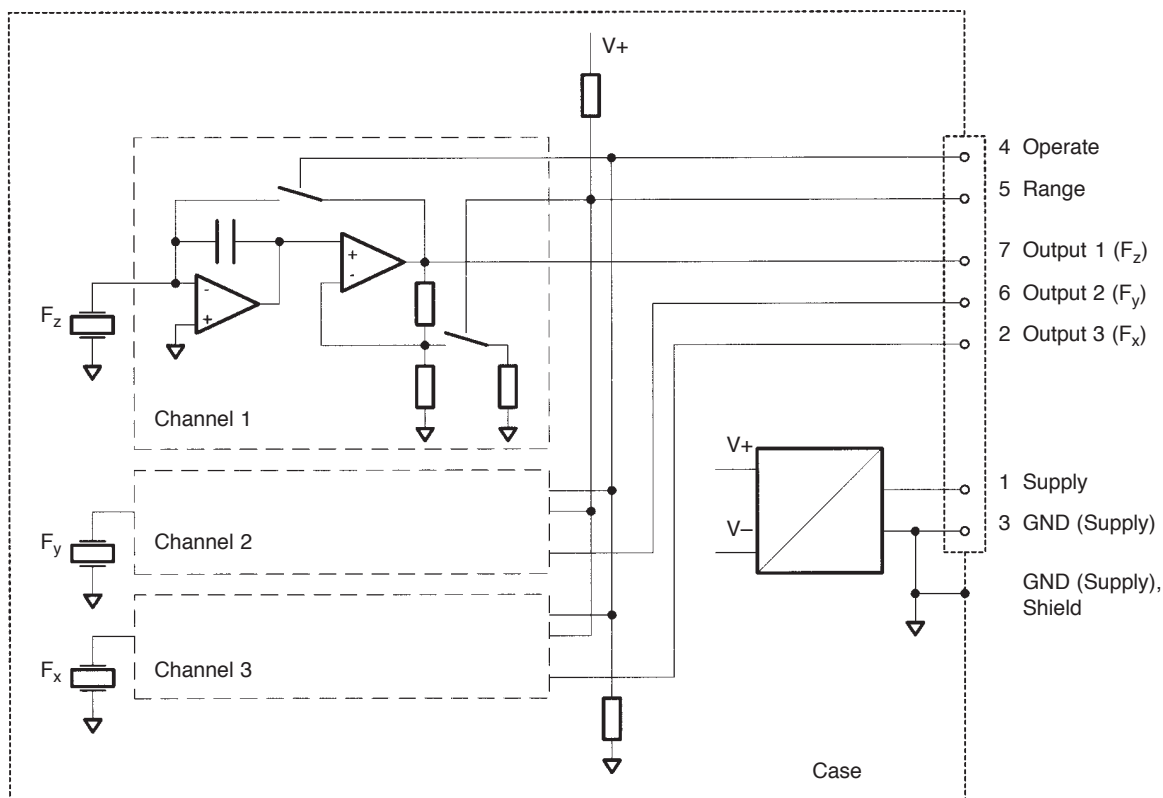 V+
4 Operate
5 Range
7 Output 1 (Fz)
6 Output 2 (Fy)
2 Output 3 (Fx)
+
-
-
+
Fz
Channel 1
V+
V–
1 Supply
3 GND (Supply)
GND (Supply),
Shield
Fy
Channel 2
Fx
Channel 3
Case